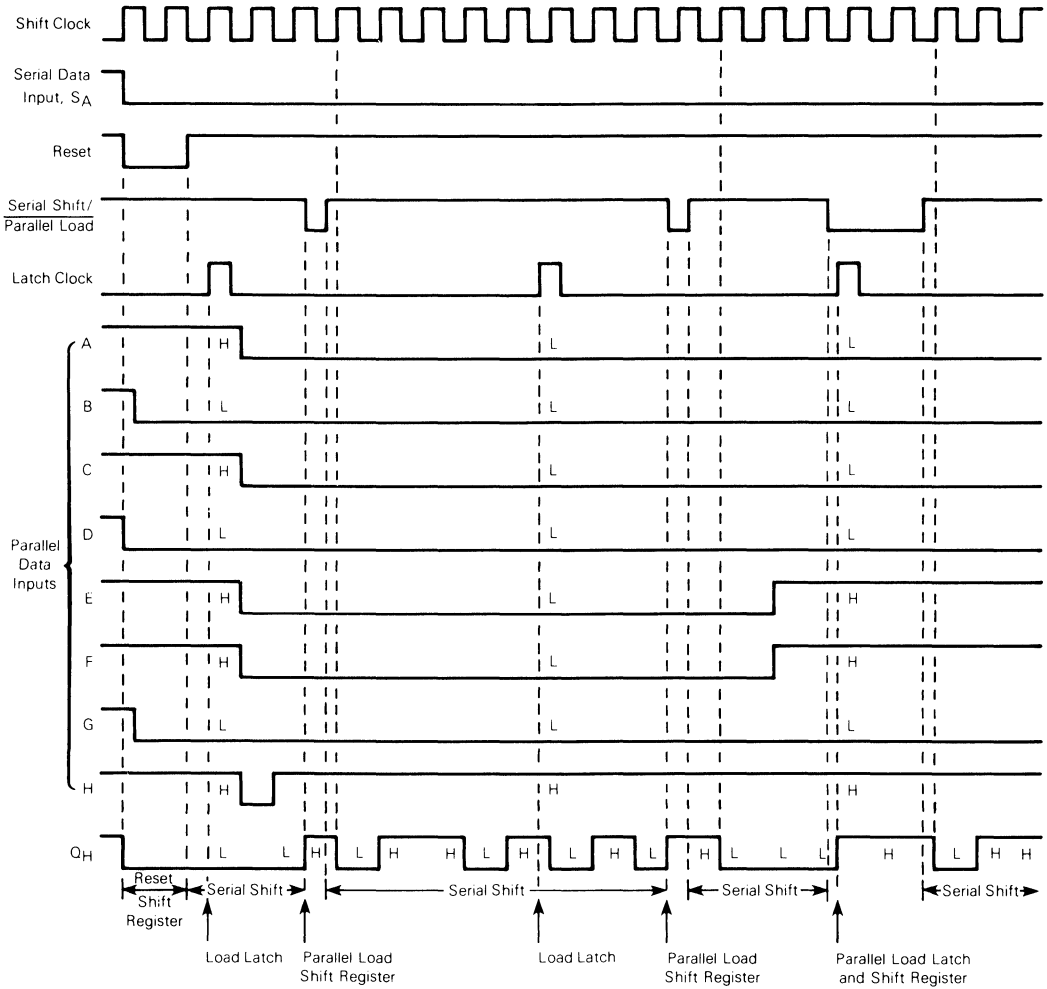 Shift Clock
Serial Data
Input, SA
Reset
Serial Shift/
Parallel Load
Latch Clock
A H L L
B L L L
C H L L
D L L L
E H L H
F H L H
G L L L
H H H H
Parallel
Data
Inputs
QH L L H L H H L H L H L H L L L H L H H
Reset
Shift
Register
Serial Shift
Serial Shift
Serial Shift
Serial Shift
Load Latch
Parallel Load
Shift Register
Load Latch
Parallel Load
Shift Register
Parallel Load Latch
and Shift Register